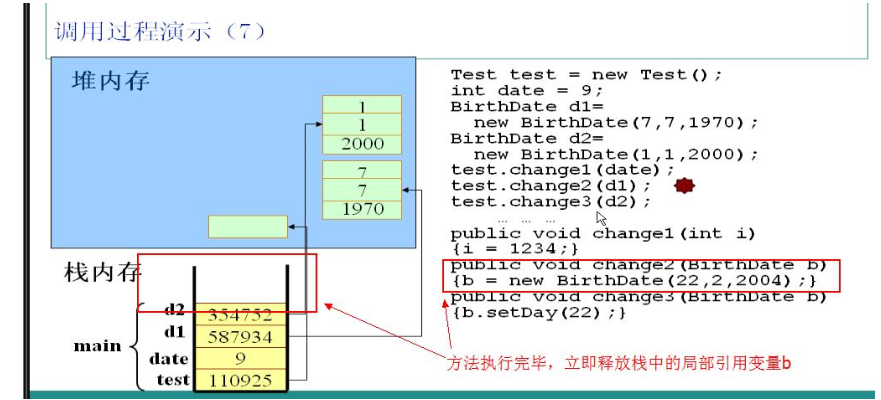 调用过程演示（7）
堆内存
1
1
2000
7
7
1970
栈内存
d2 354752
d1 587934
main
date 9
test 110925
Test test = new Test();
int date = 9;
BirthDate d1=
new BirthDate(7,7,1970);
BirthDate d2=
new BirthDate(1,1,2000);
test.change1(date);
test.change2(d1);
test.change3(d2);
… … …
public void change1(int i)
{i = 1234;}
public void change2(BirthDate b)
{b = new BirthDate(22,2,2004);}
public void change3(BirthDate b)
{b.setDay(22);}
方法执行完毕，立即释放栈中的局部引用变量b